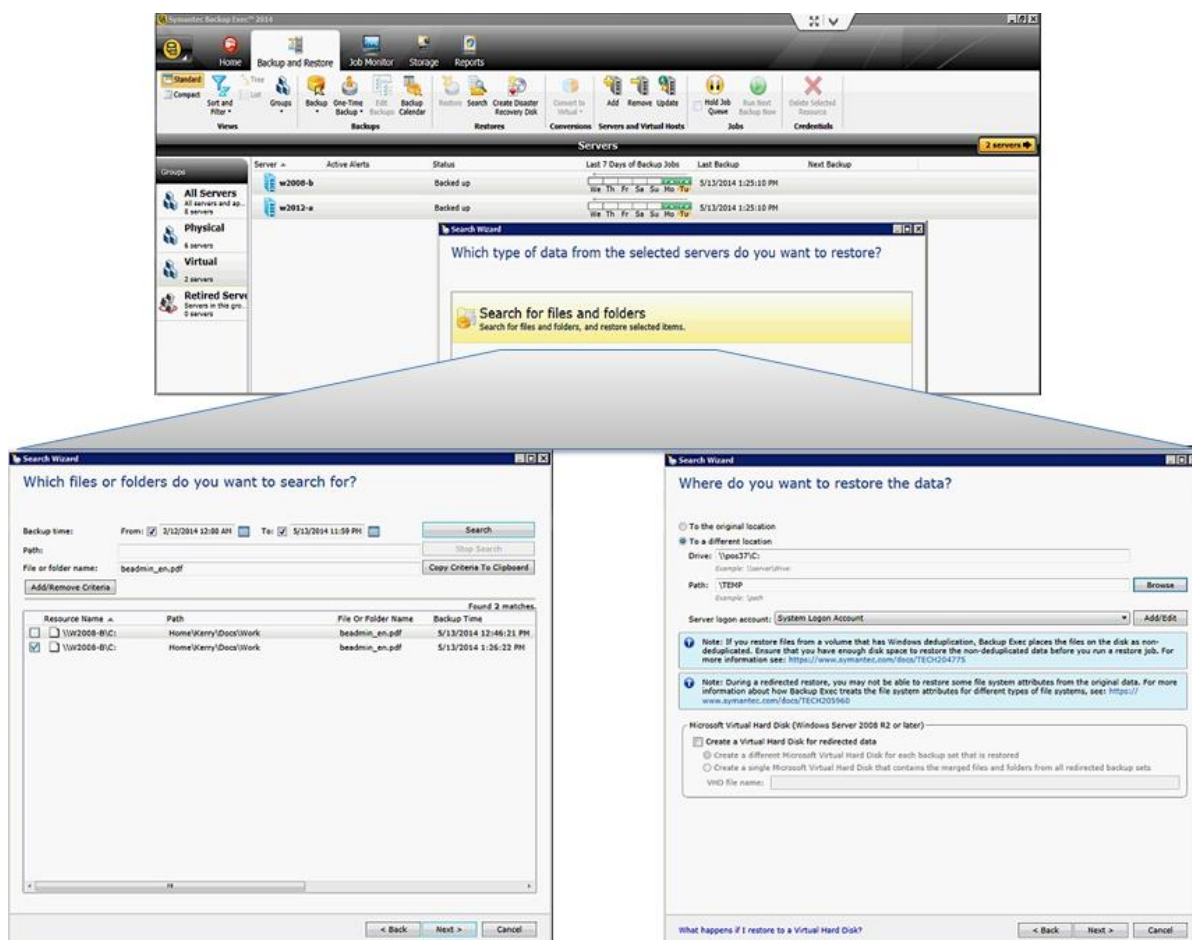 Symantec Backup Exec™ 2014
Home
Backup and Restore
Job Monitor
Storage
Reports
Standard
Compact
Sort and Filter
Tree
List
Groups
Backup
One-Time Backup
Edit Backups
Backup Calendar
Restore
Search
Create Disaster Recovery Disk
Convert to Virtual
Add
Remove
Update
Hold Job Queue
Run Next Backup Now
Delete Selected Resource
Views
Backups
Restores
Conversions
Servers and Virtual Hosts
Jobs
Credentials
Servers
2 servers
Groups
All Servers
All servers and ap...
8 servers
Physical
6 servers
Virtual
2 servers
Retired Serve
Servers in this gro...
0 servers
Server Active Alerts Status Last 7 Days of Backup Jobs Last Backup Next Backup
w2008-b Backed up We Th Fr Sa Su Mo Tu 5/13/2014 1:25:10 PM
w2012-a Backed up We Th Fr Sa Su Mo Tu 5/13/2014 1:25:10 PM
Search Wizard
Which type of data from the selected servers do you want to restore?
Search for files and folders
Search for files and folders, and restore selected items.
Search Wizard
Which files or folders do you want to search for?
Backup time: From: 2/12/2014 12:00 AM To: 5/13/2014 11:59 PM Search
Path: Stop Search
File or folder name: beadmin_en.pdf Copy Criteria To Clipboard
Add/Remove Criteria
Found 2 matches.
Resource Name Path File Or Folder Name Backup Time
\\W2008-B\C: Home\Kerry\Docs\Work beadmin_en.pdf 5/13/2014 12:46:21 PM
\\W2008-B\C: Home\Kerry\Docs\Work beadmin_en.pdf 5/13/2014 1:26:22 PM
< Back Next > Cancel
Search Wizard
Where do you want to restore the data?
To the original location
To a different location
Drive: \\pos37\C:
Example: \\server\drive:
Path: \TEMP Browse
Example: \path
Server logon account: System Logon Account Add/Edit
Note: If you restore files from a volume that has Windows deduplication, Backup Exec places the files on the disk as non-
deduplicated. Ensure that you have enough disk space to restore the non-deduplicated data before you run a restore job. For
more information see: https://www.symantec.com/docs/TECH204775
Note: During a redirected restore, you may not be able to restore some file system attributes from the original data. For more
information about how Backup Exec treats the file system attributes for different types of file systems, see: https://
www.symantec.com/docs/TECH205960
Microsoft Virtual Hard Disk (Windows Server 2008 R2 or later)
Create a Virtual Hard Disk for redirected data
Create a different Microsoft Virtual Hard Disk for each backup set that is restored
Create a single Microsoft Virtual Hard Disk that contains the merged files and folders from all redirected backup sets
VHD file name:
What happens if I restore to a Virtual Hard Disk?
< Back Next > Cancel